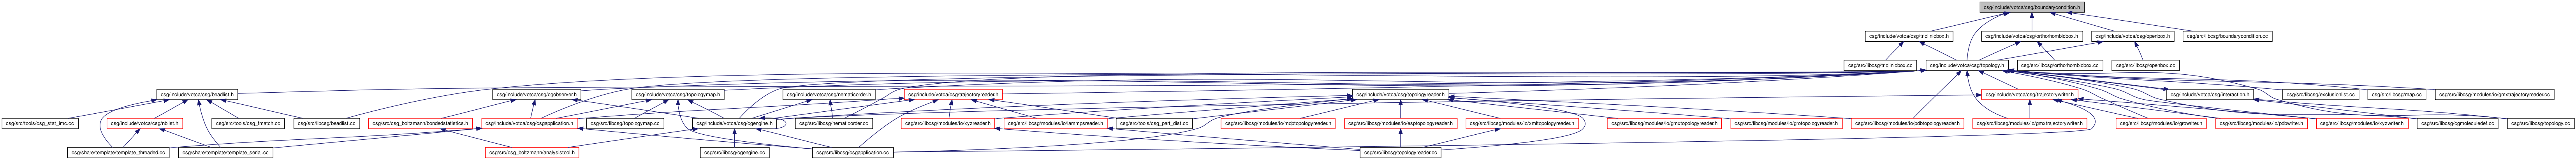 csg/include/votca/csg/boundarycondition.h
csg/include/votca/csg/triclinicbox.h
csg/include/votca/csg/orthorhombicbox.h
csg/include/votca/csg/openbox.h
csg/src/libcsg/boundarycondition.cc
csg/src/libcsg/triclinicbox.cc
csg/include/votca/csg/topology.h
csg/src/libcsg/orthorhombicbox.cc
csg/src/libcsg/openbox.cc
csg/include/votca/csg/beadlist.h
csg/include/votca/csg/cgobserver.h
csg/include/votca/csg/topologymap.h
csg/include/votca/csg/nematicorder.h
csg/include/votca/csg/trajectoryreader.h
csg/include/votca/csg/topologyreader.h
csg/include/votca/csg/trajectorywriter.h
csg/include/votca/csg/interaction.h
csg/src/libcsg/exclusionlist.cc
csg/src/libcsg/map.cc
csg/src/libcsg/modules/io/gmxtrajectoryreader.cc
csg/src/tools/csg_stat_imc.cc
csg/include/votca/csg/nblist.h
csg/src/tools/csg_fmatch.cc
csg/src/libcsg/beadlist.cc
csg/src/csg_boltzmann/bondedstatistics.h
csg/include/votca/csg/csgapplication.h
csg/src/libcsg/topologymap.cc
csg/include/votca/csg/cgengine.h
csg/src/libcsg/nematicorder.cc
csg/src/libcsg/modules/io/xyzreader.h
csg/src/libcsg/modules/io/lammpsreader.h
csg/src/tools/csg_part_dist.cc
csg/src/libcsg/modules/io/mdptopologyreader.h
csg/src/libcsg/modules/io/esptopologyreader.h
csg/src/libcsg/modules/io/xmltopologyreader.h
csg/src/libcsg/modules/io/gmxtopologyreader.h
csg/src/libcsg/modules/io/grotopologyreader.h
csg/src/libcsg/modules/io/pdbtopologyreader.h
csg/src/libcsg/modules/io/gmxtrajectorywriter.h
csg/src/libcsg/modules/io/growriter.h
csg/src/libcsg/modules/io/pdbwriter.h
csg/src/libcsg/modules/io/xyzwriter.h
csg/src/libcsg/cgmoleculedef.cc
csg/src/libcsg/topology.cc
csg/share/template/template_threaded.cc
csg/share/template/template_serial.cc
csg/src/csg_boltzmann/analysistool.h
csg/src/libcsg/cgengine.cc
csg/src/libcsg/csgapplication.cc
csg/src/libcsg/topologyreader.cc